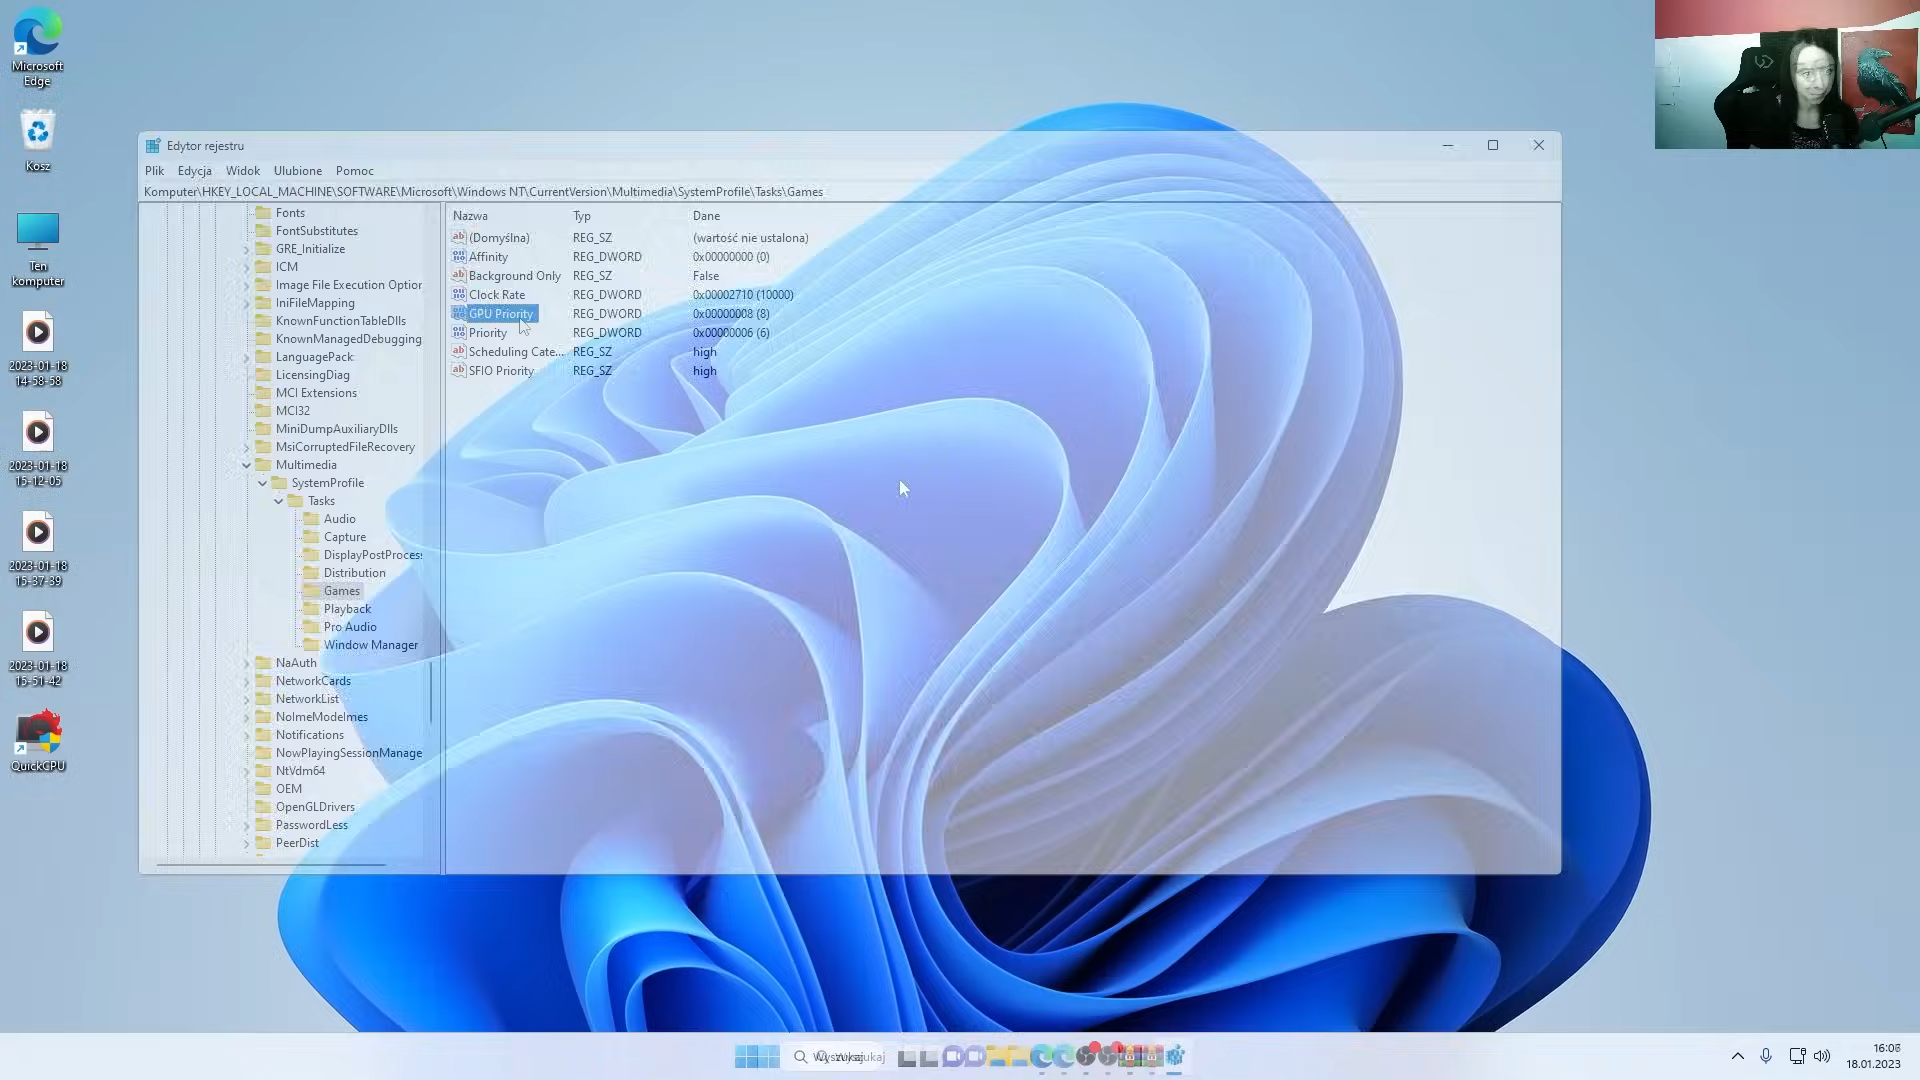 Microsoft
Edge
Kosz
Ten
komputer
2023-01-18
14-58-58
2023-01-18
15-12-05
2023-01-18
15-37-39
2023-01-18
15-51-42
QuickCPU
Edytor rejestru
Plik Edycja Widok Ulubione Pomoc
Komputer\HKEY_LOCAL_MACHINE\SOFTWARE\Microsoft\Windows NT\CurrentVersion\Multimedia\SystemProfile\Tasks\Games
Fonts
FontSubstitutes
GRE_Initialize
ICM
Image File Execution Option
IniFileMapping
KnownFunctionTableDlls
KnownManagedDebugging
LanguagePack
LicensingDiag
MCI Extensions
MCI32
MiniDumpAuxiliaryDlls
MsiCorruptedFileRecovery
Multimedia
SystemProfile
Tasks
Audio
Capture
DisplayPostProcess
Distribution
Games
Playback
Pro Audio
Window Manager
NaAuth
NetworkCards
NetworkList
NoImeModeImes
Notifications
NowPlayingSessionManage
NtVdm64
OEM
OpenGLDrivers
PasswordLess
PeerDist
Nazwa Typ Dane
(Domyślna) REG_SZ (wartość nie ustalona)
Affinity REG_DWORD 0x00000000 (0)
Background Only REG_SZ False
Clock Rate REG_DWORD 0x00002710 (10000)
GPU Priority REG_DWORD 0x00000008 (8)
Priority REG_DWORD 0x00000006 (6)
Scheduling Cate... REG_SZ high
SFIO Priority REG_SZ high
Wyszukaj
16:06
18.01.2023